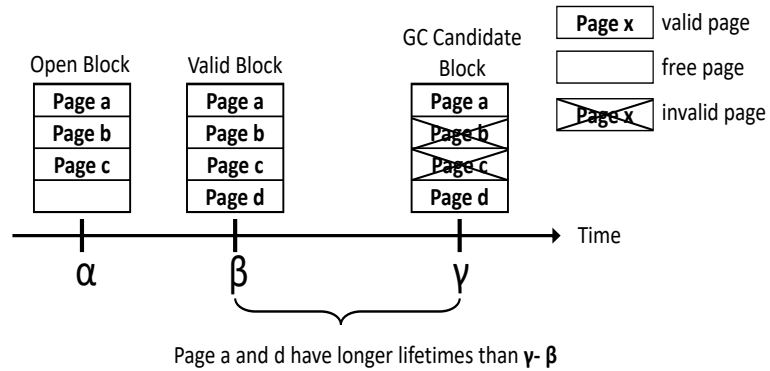 GC Candidate
Block
Open Block
Valid Block
Page a
Page b
Page c
Page a
Page b
Page c
Page d
Page a
Page b
Page c
Page d
Page x valid page
free page
Page x invalid page
Time
α
β
γ
Page a and d have longer lifetimes than γ- β